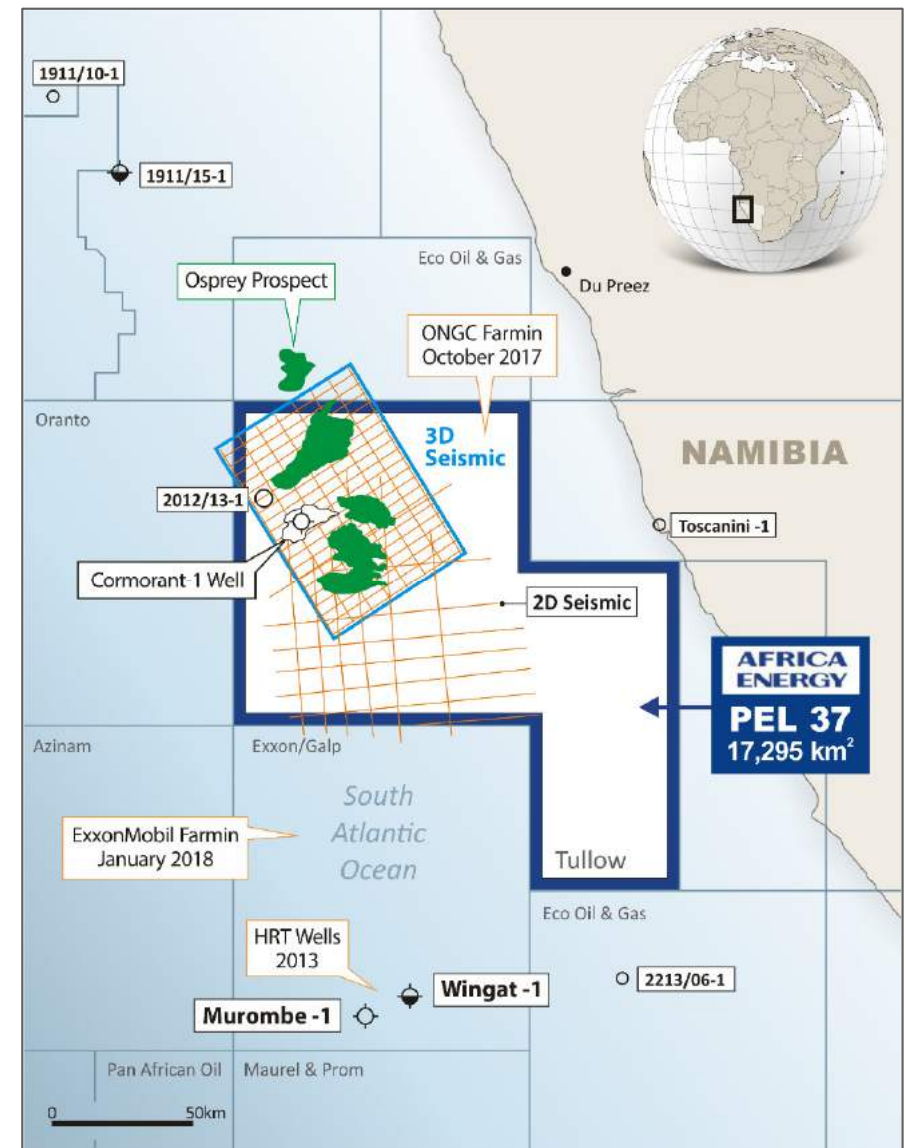 1911/10-1
1911/15-1
Eco Oil & Gas
Osprey Prospect
Du Preez
ONGC Farmin
October 2017
Oranto
3D
Seismic
NAMIBIA
2012/13-1
Toscanini -1
Cormorant-1 Well
2D Seismic
AFRICA
ENERGY
PEL 37
17,295 km²
Azinam
Exxon/Galp
South
Atlantic
Ocean
ExxonMobil Farmin
January 2018
Tullow
Eco Oil & Gas
HRT Wells
2013
Wingat -1
2213/06-1
Murombe -1
Pan African Oil
Maurel & Prom
0 50km